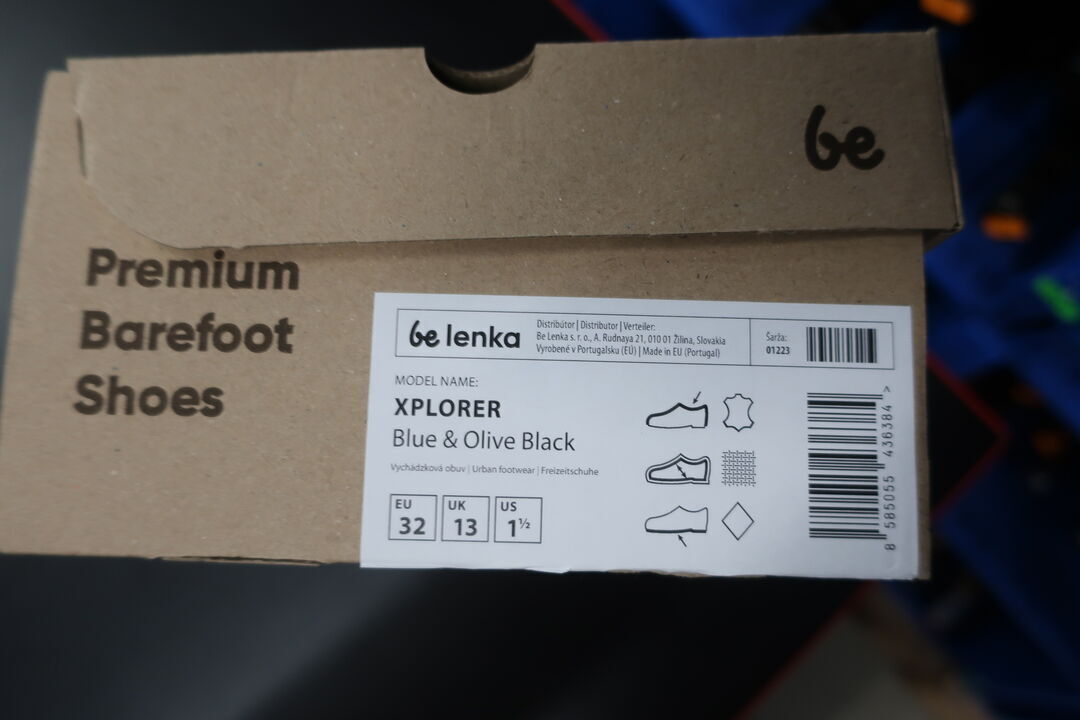 be
Premium
Barefoot
Shoes
be lenka
Distribútor | Distributor | Verteiler:
Be Lenka s. r. o., A. Rudnaya 21, 010 01 Žilina, Slovakia
Vyrobené v Portugalsku (EÚ) | Made in EU (Portugal)
Šarža:
01223
MODEL NAME:
XPLORER
Blue & Olive Black
Vychádzková obuv | Urban footwear | Freizeitschuhe
EU
32
UK
13
US
1½
8 585055 436384 >